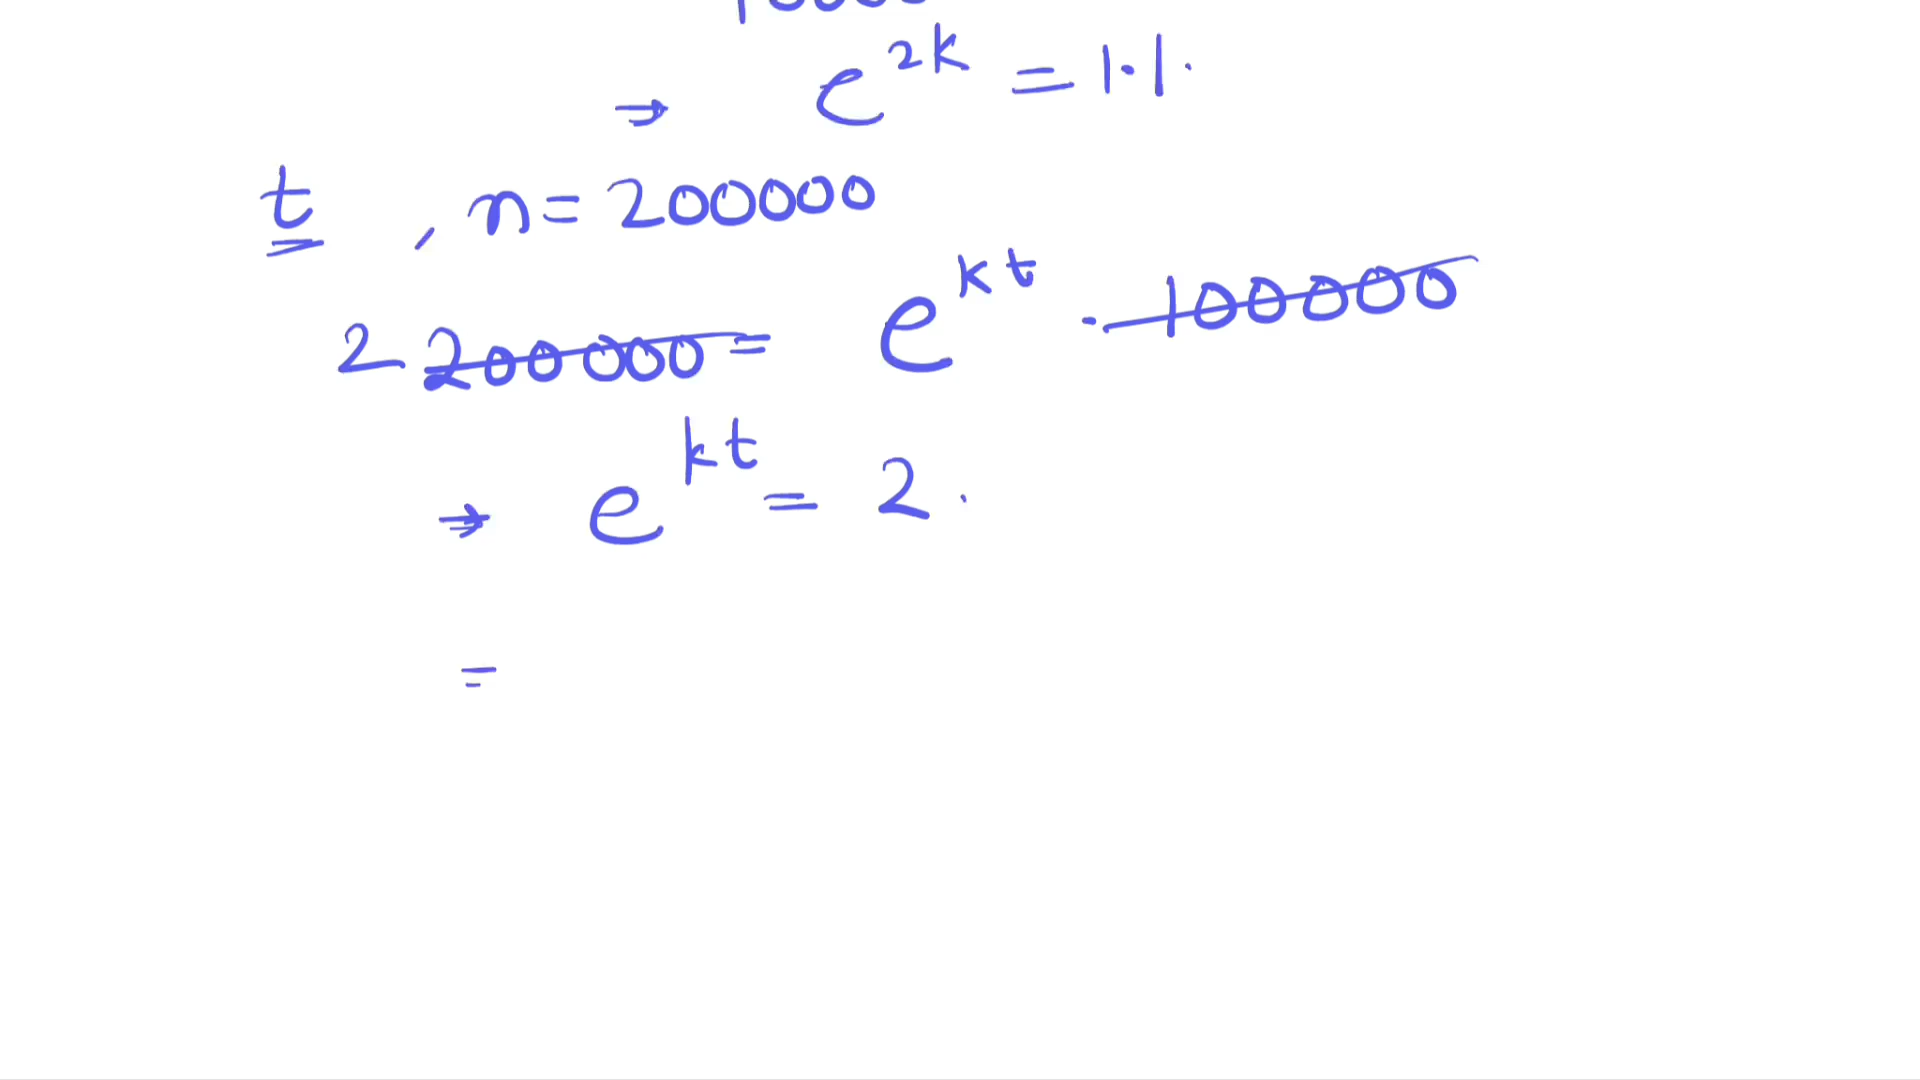 → e^2k = 1.1.
t , n = 200000
2 200000 = e^kt . 100000
→ e^kt = 2 .
=